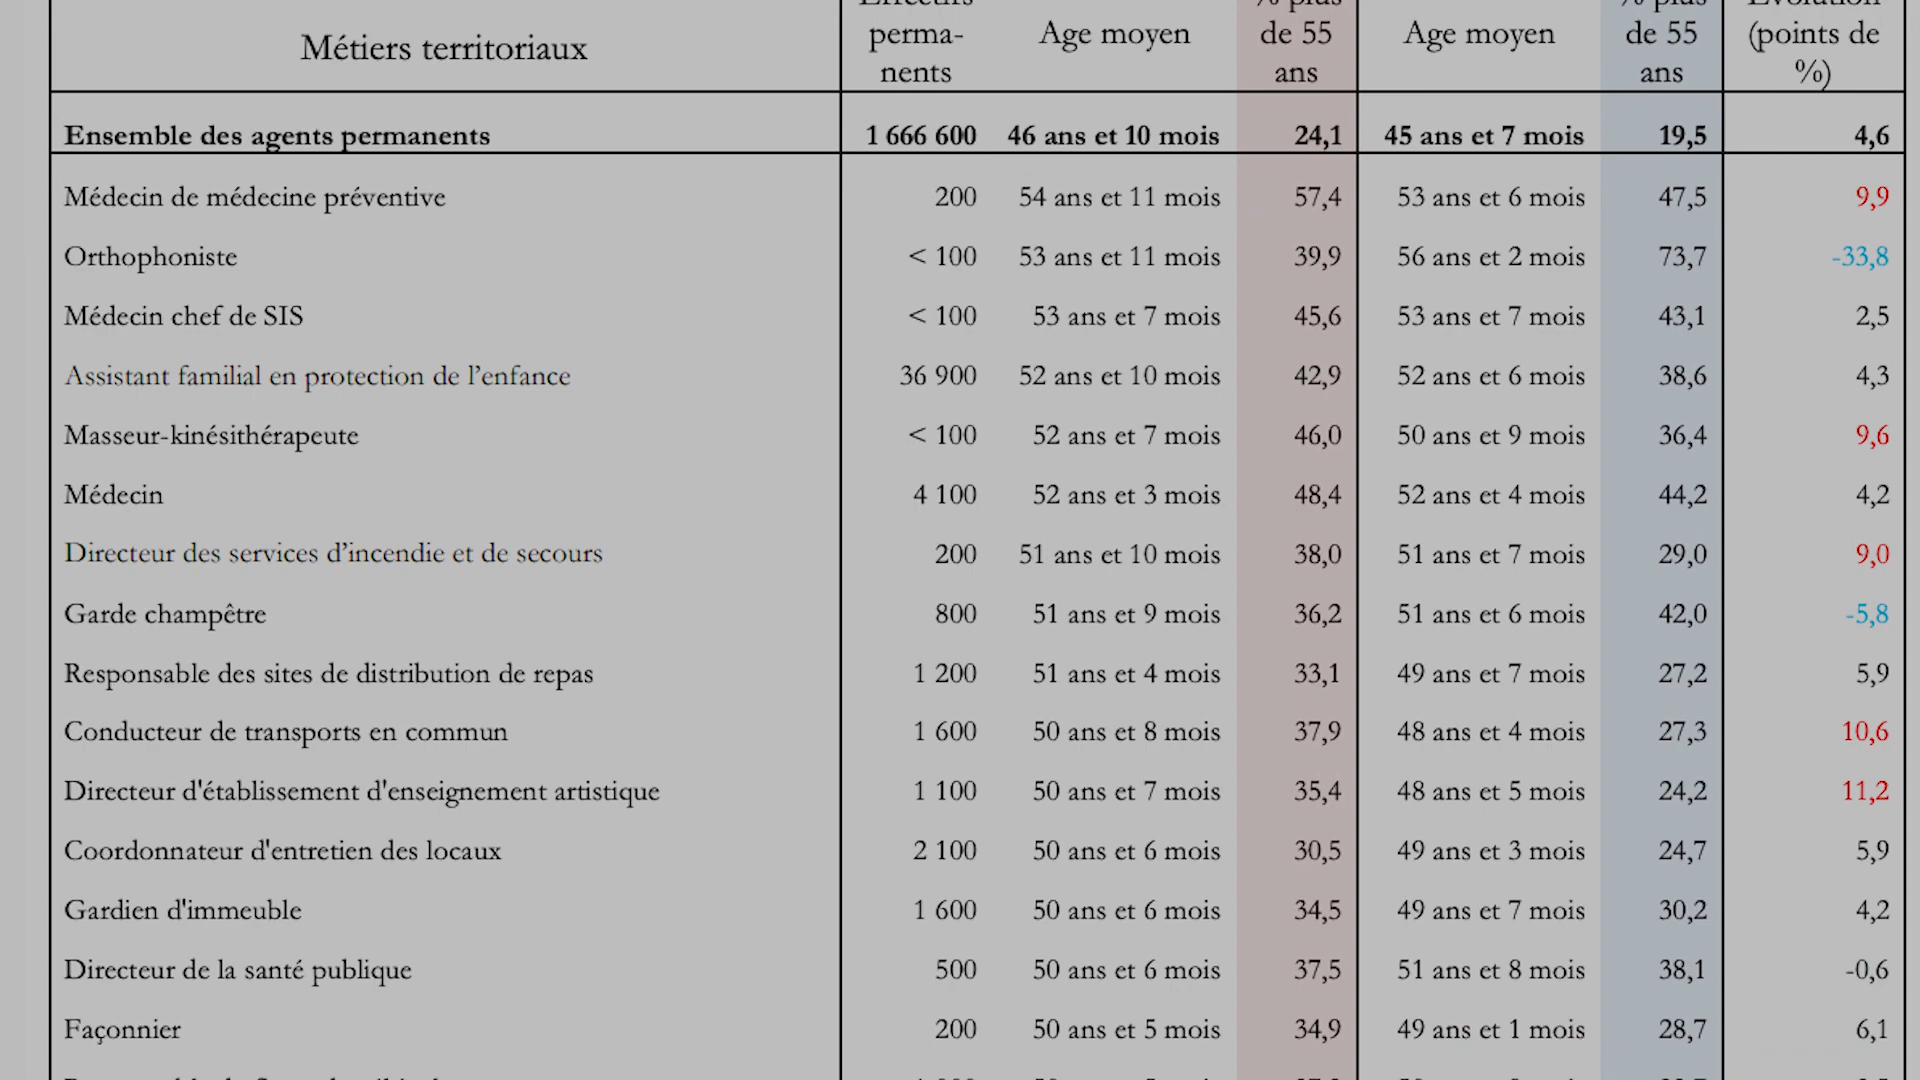 Effectifs perma-nents % plus de 55 ans % plus de 55 ans Evolution (points de %)
Métiers territoriaux Age moyen Age moyen
Ensemble des agents permanents 1 666 600 46 ans et 10 mois 24,1 45 ans et 7 mois 19,5 4,6
Médecin de médecine préventive 200 54 ans et 11 mois 57,4 53 ans et 6 mois 47,5 9,9
Orthophoniste < 100 53 ans et 11 mois 39,9 56 ans et 2 mois 73,7 -33,8
Médecin chef de SIS < 100 53 ans et 7 mois 45,6 53 ans et 7 mois 43,1 2,5
Assistant familial en protection de l’enfance 36 900 52 ans et 10 mois 42,9 52 ans et 6 mois 38,6 4,3
Masseur-kinésithérapeute < 100 52 ans et 7 mois 46,0 50 ans et 9 mois 36,4 9,6
Médecin 4 100 52 ans et 3 mois 48,4 52 ans et 4 mois 44,2 4,2
Directeur des services d’incendie et de secours 200 51 ans et 10 mois 38,0 51 ans et 7 mois 29,0 9,0
Garde champêtre 800 51 ans et 9 mois 36,2 51 ans et 6 mois 42,0 -5,8
Responsable des sites de distribution de repas 1 200 51 ans et 4 mois 33,1 49 ans et 7 mois 27,2 5,9
Conducteur de transports en commun 1 600 50 ans et 8 mois 37,9 48 ans et 4 mois 27,3 10,6
Directeur d'établissement d'enseignement artistique 1 100 50 ans et 7 mois 35,4 48 ans et 5 mois 24,2 11,2
Coordonnateur d'entretien des locaux 2 100 50 ans et 6 mois 30,5 49 ans et 3 mois 24,7 5,9
Gardien d'immeuble 1 600 50 ans et 6 mois 34,5 49 ans et 7 mois 30,2 4,2
Directeur de la santé publique 500 50 ans et 6 mois 37,5 51 ans et 8 mois 38,1 -0,6
Façonnier 200 50 ans et 5 mois 34,9 49 ans et 1 mois 28,7 6,1